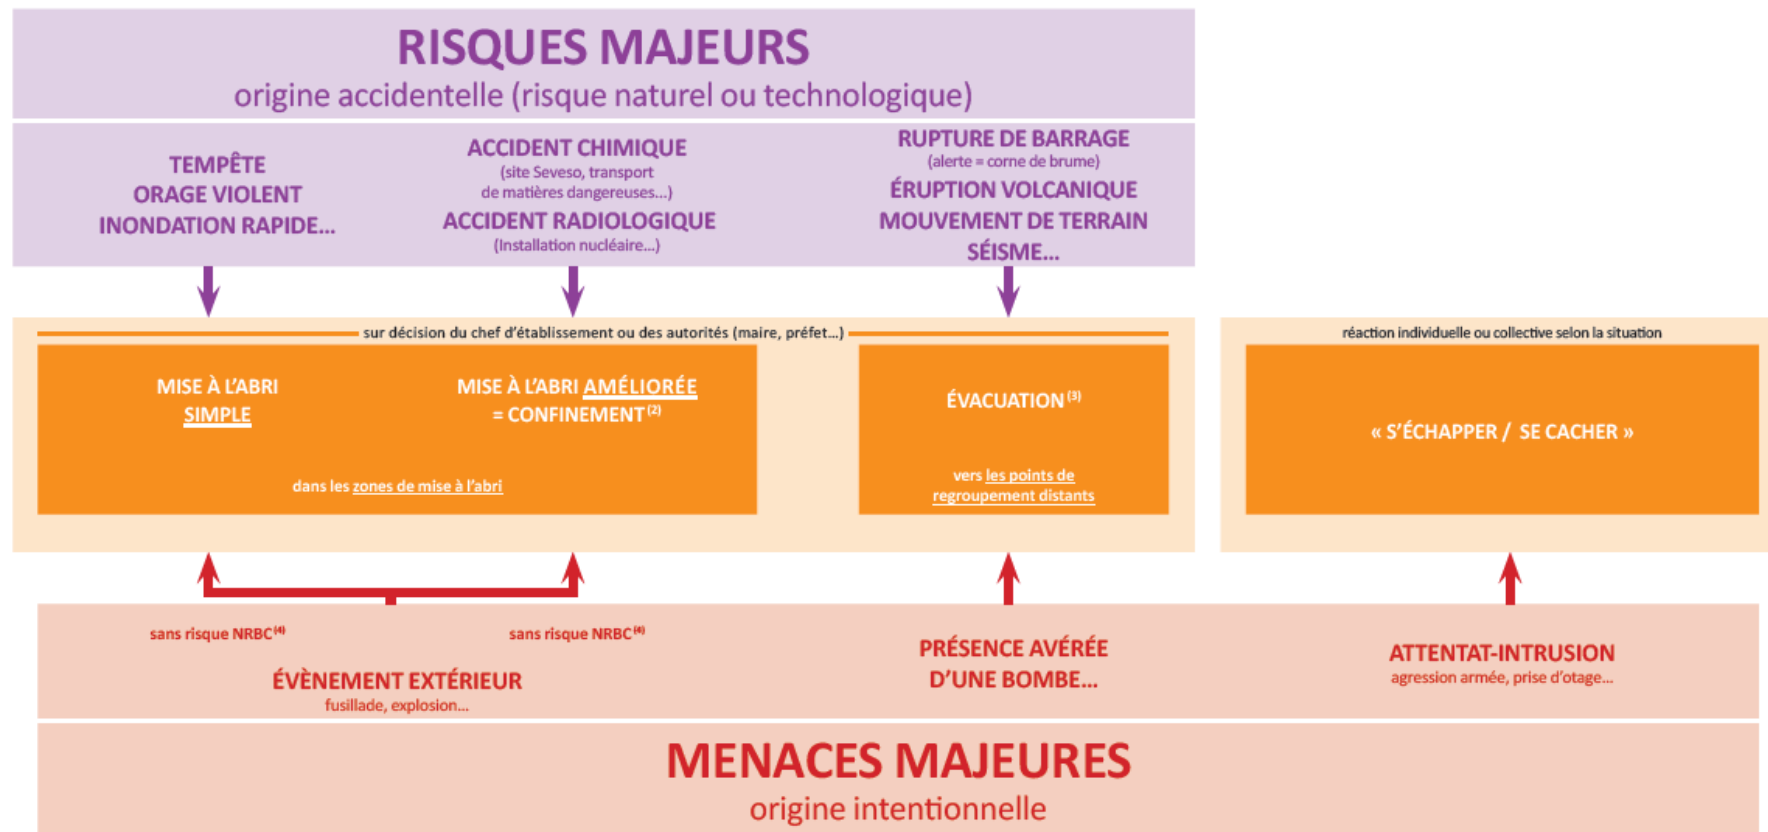 RISQUES MAJEURS
origine accidentelle (risque naturel ou technologique)
TEMPÊTE
ORAGE VIOLENT
INONDATION RAPIDE...
ACCIDENT CHIMIQUE
(site Seveso, transport
de matières dangereuses...)
ACCIDENT RADIOLOGIQUE
(Installation nucléaire...)
RUPTURE DE BARRAGE
(alerte = corne de brume)
ÉRUPTION VOLCANIQUE
MOUVEMENT DE TERRAIN
SÉISME...
sur décision du chef d'établissement ou des autorités (maire, préfet...)
MISE À L'ABRI
SIMPLE
MISE À L'ABRI AMÉLIORÉE
= CONFINEMENT (2)
dans les zones de mise à l'abri
ÉVACUATION (3)
vers les points de
regroupement distants
réaction individuelle ou collective selon la situation
« S'ÉCHAPPER / SE CACHER »
sans risque NRBC (4)
sans risque NRBC (4)
ÉVÈNEMENT EXTÉRIEUR
fusillade, explosion...
PRÉSENCE AVÉRÉE
D'UNE BOMBE...
ATTENTAT-INTRUSION
agression armée, prise d'otage...
MENACES MAJEURES
origine intentionnelle